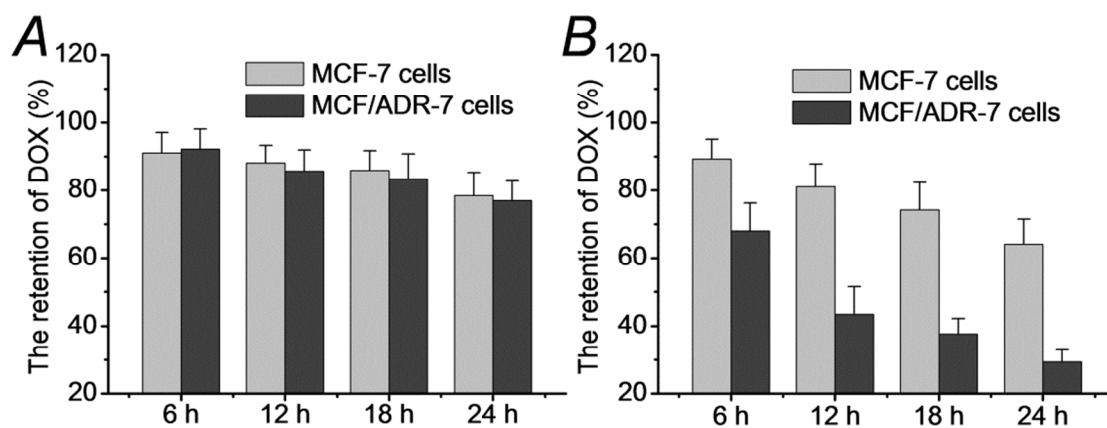 A
The retention of DOX (%)
120
100
80
60
40
20
MCF-7 cells
MCF/ADR-7 cells
6 h 12 h 18 h 24 h
B
The retention of DOX (%)
120
100
80
60
40
20
MCF-7 cells
MCF/ADR-7 cells
6 h 12 h 18 h 24 h